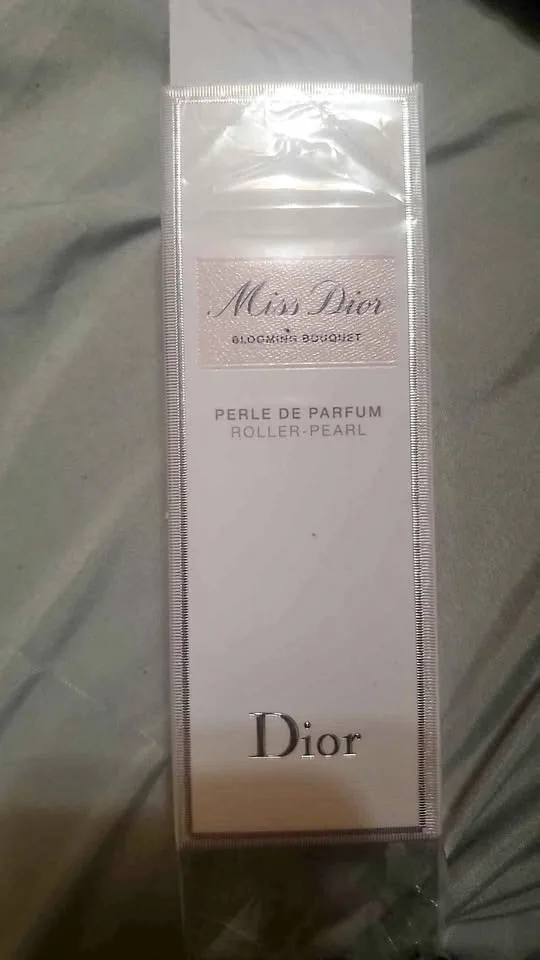 Miss Dior
BLOOMING BOUQUET
PERLE DE PARFUM
ROLLER-PEARL
Dior